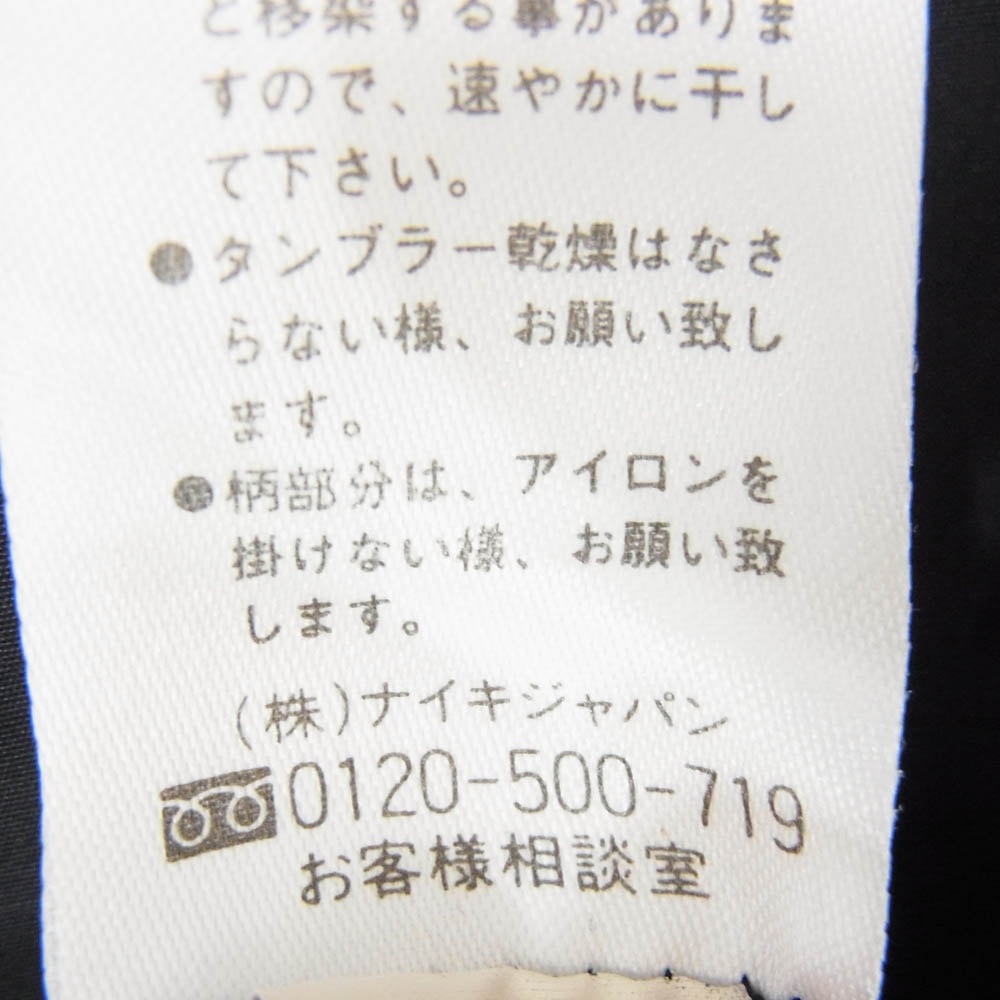 と移染する事がありま
すので、速やかに干し
て下さい。
●タンブラー乾燥はなさ
らない様、お願い致し
ます。
●柄部分は、アイロンを
掛けない様、お願い致
します。
(株)ナイキジャパン
0120-500-719
お客様相談室